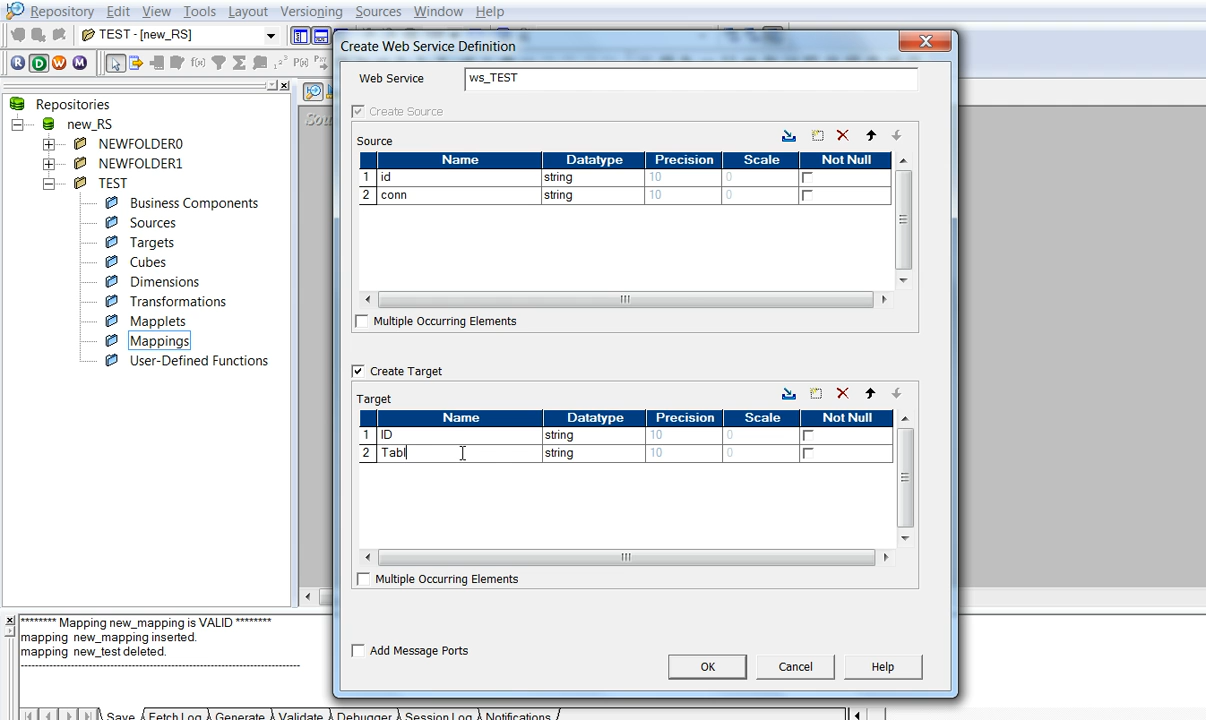 Repository Edit View Tools Layout Versioning Sources Window Help
TEST - [new_RS]
Create Web Service Definition
Web Service ws_TEST
Create Source
Source
Name Datatype Precision Scale Not Null
1 id string 10 0
2 conn string 10 0
Multiple Occurring Elements
Create Target
Target
Name Datatype Precision Scale Not Null
1 ID string 10 0
2 Tabl string 10 0
Multiple Occurring Elements
Add Message Ports
OK Cancel Help
Repositories
new_RS
NEWFOLDER0
NEWFOLDER1
TEST
Business Components
Sources
Targets
Cubes
Dimensions
Transformations
Mapplets
Mappings
User-Defined Functions
******** Mapping new_mapping is VALID ********
mapping new_mapping inserted.
mapping new_test deleted.
Save Fetch Log Generate Validate Debugger Session Log Notifications